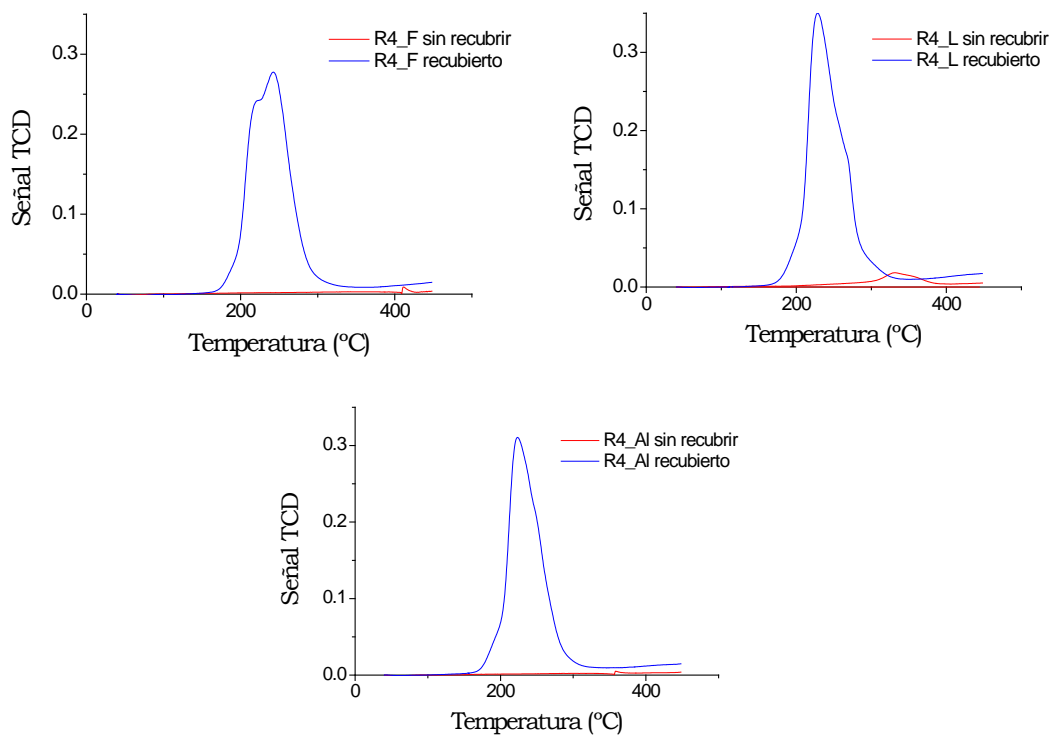 R4_F sin recubrir
R4_F recubierto
0.3
0.2
0.1
0.0
0
200
400
Señal TCD
Temperatura (ºC)
R4_L sin recubrir
R4_L recubierto
0.3
0.2
0.1
0.0
0
200
400
Señal TCD
Temperatura (ºC)
R4_Al sin recubrir
R4_Al recubierto
0.3
0.2
0.1
0.0
0
200
400
Señal TCD
Temperatura (ºC)